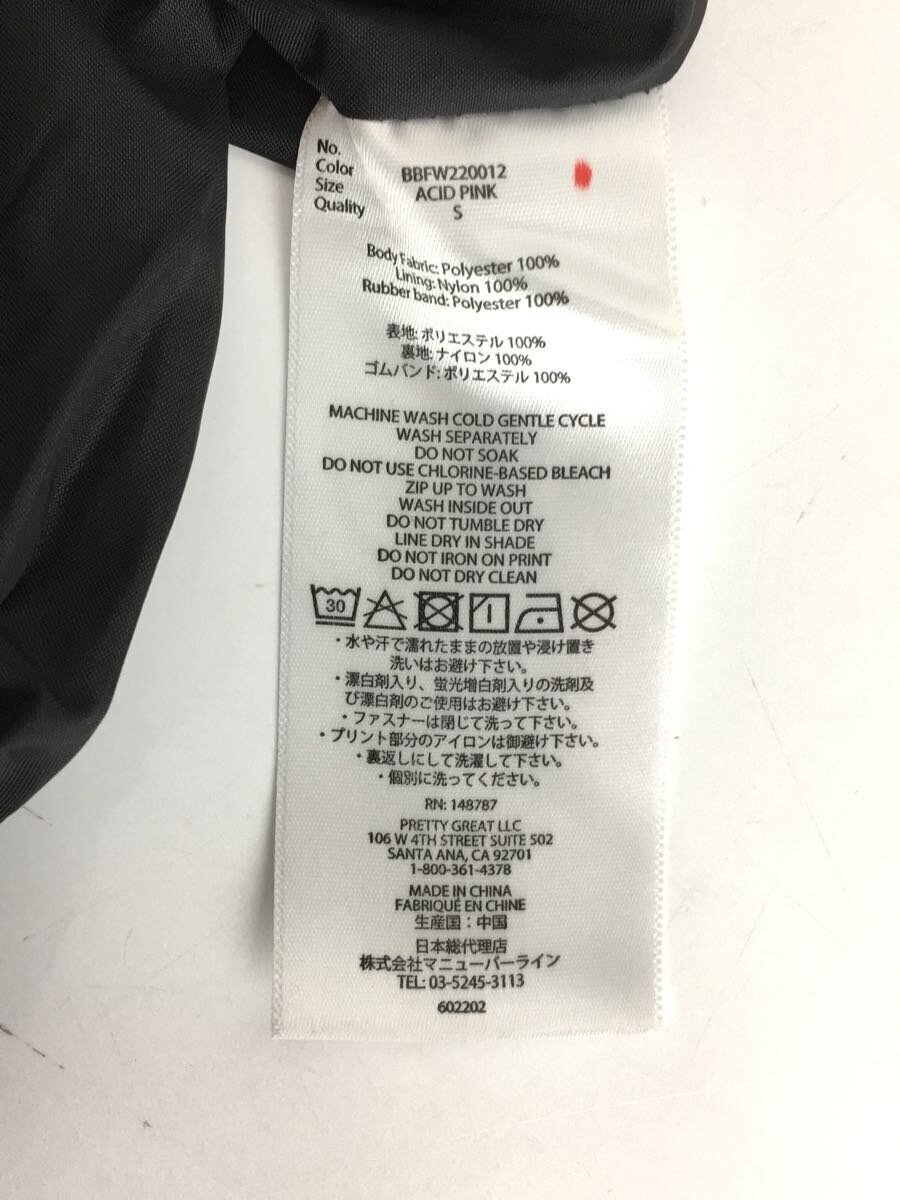 No. BBFW220012
Color ACID PINK
Size S
Quality
Body Fabric: Polyester 100%
Lining: Nylon 100%
Rubber band: Polyester 100%
表地: ポリエステル 100%
裏地: ナイロン 100%
ゴムバンド: ポリエステル 100%
MACHINE WASH COLD GENTLE CYCLE
WASH SEPARATELY
DO NOT SOAK
DO NOT USE CHLORINE-BASED BLEACH
ZIP UP TO WASH
WASH INSIDE OUT
DO NOT TUMBLE DRY
LINE DRY IN SHADE
DO NOT IRON ON PRINT
DO NOT DRY CLEAN
30
・水や汗で濡れたままの放置や浸け置き
洗いはお避け下さい。
・漂白剤入り、蛍光増白剤入りの洗剤及
び漂白剤のご使用はお避け下さい。
・ファスナーは閉じて洗って下さい。
・プリント部分のアイロンは御避け下さい。
・裏返しにして洗濯して下さい。
・個別に洗ってください。
RN: 148787
PRETTY GREAT LLC
106 W 4TH STREET SUITE 502
SANTA ANA, CA 92701
1-800-361-4378
MADE IN CHINA
FABRIQUÉ EN CHINE
生産国：中国
日本総代理店
株式会社マニューバーライン
TEL: 03-5245-3113
602202